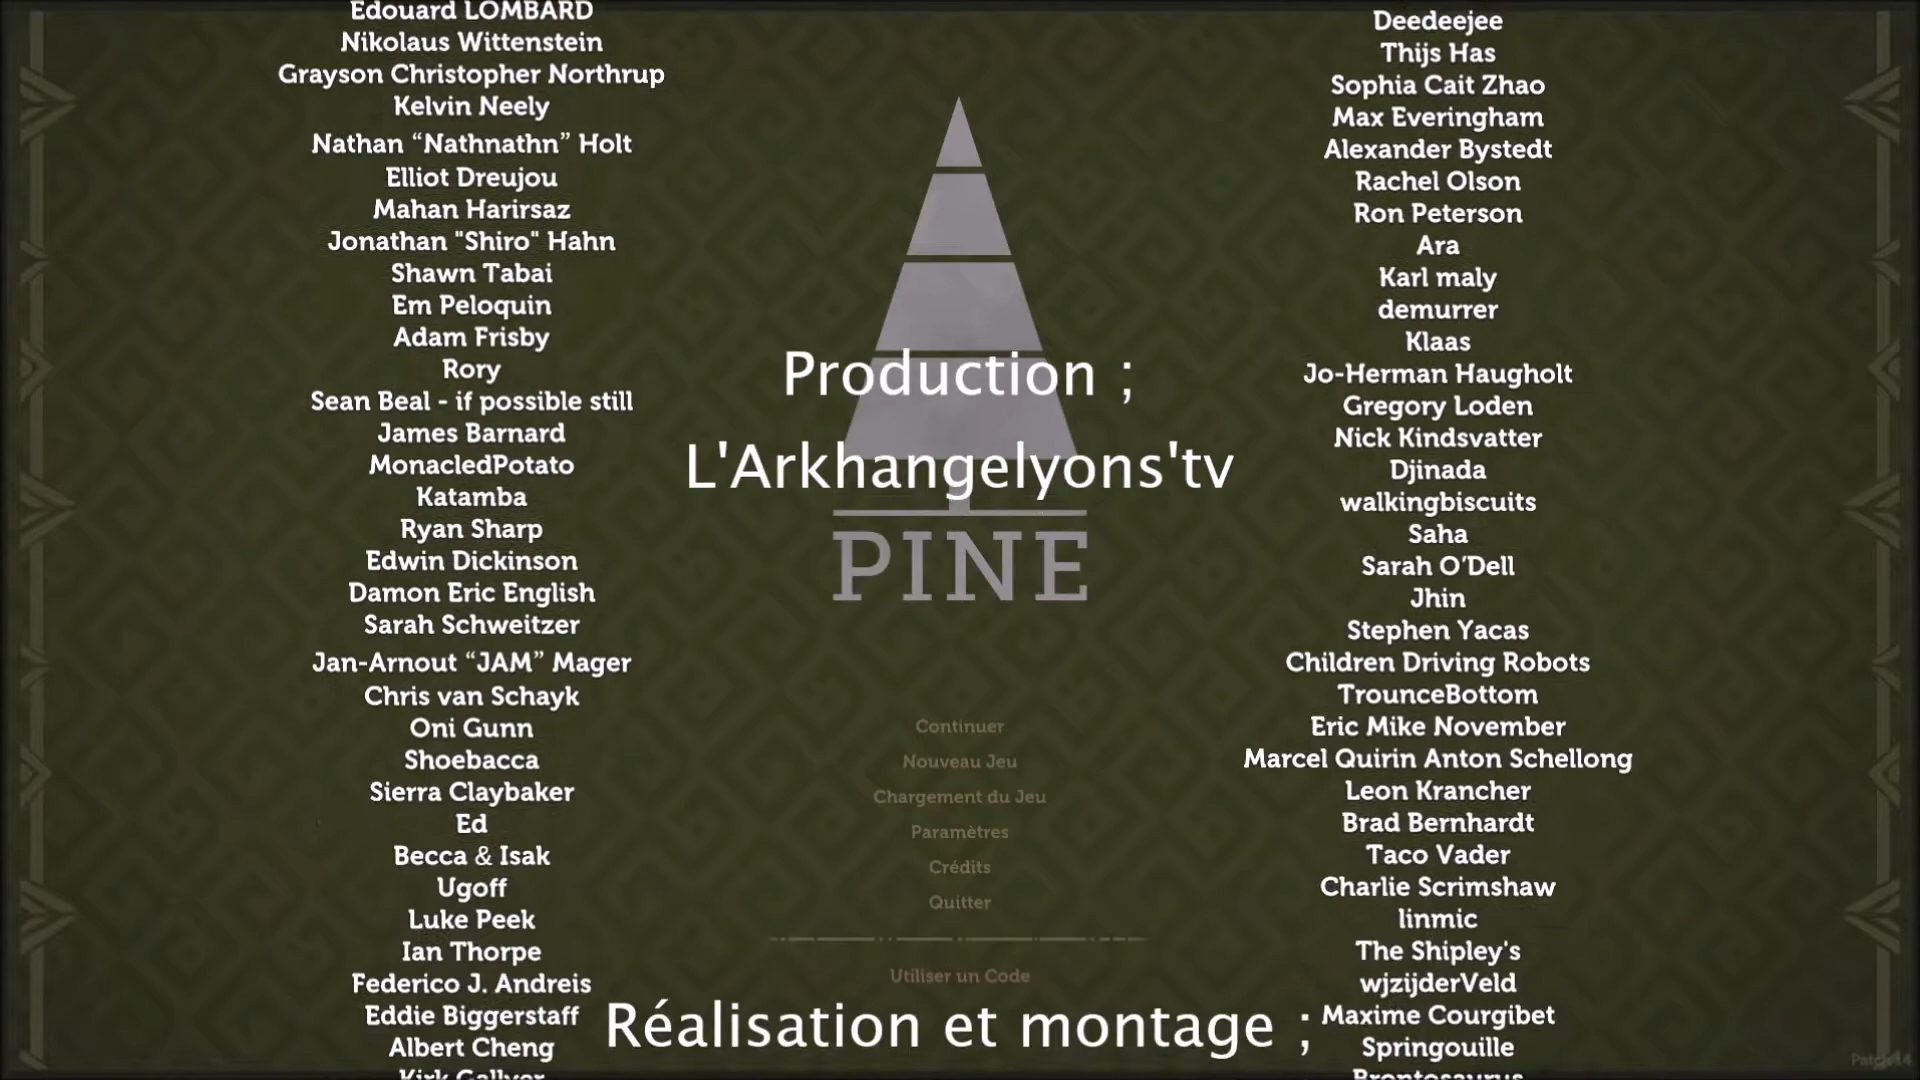 Edouard LOMBARD
Nikolaus Wittenstein
Grayson Christopher Northrup
Kelvin Neely
Nathan “Nathnathn” Holt
Elliot Dreujou
Mahan Harirsaz
Jonathan "Shiro" Hahn
Shawn Tabai
Em Peloquin
Adam Frisby
Rory
Sean Beal - if possible still
James Barnard
MonacledPotato
Katamba
Ryan Sharp
Edwin Dickinson
Damon Eric English
Sarah Schweitzer
Jan-Arnout “JAM” Mager
Chris van Schayk
Oni Gunn
Shoebacca
Sierra Claybaker
Ed
Becca & Isak
Ugoff
Luke Peek
Ian Thorpe
Federico J. Andreis
Eddie Biggerstaff
Albert Cheng
Kirk Gallyer
Production ;
L'Arkhangelyons'tv
PINE
Continuer
Nouveau Jeu
Chargement du Jeu
Paramètres
Crédits
Quitter
Utiliser un Code
Réalisation et montage ;
Deedeejee
Thijs Has
Sophia Cait Zhao
Max Everingham
Alexander Bystedt
Rachel Olson
Ron Peterson
Ara
Karl maly
demurrer
Klaas
Jo-Herman Haugholt
Gregory Loden
Nick Kindsvatter
Djinada
walkingbiscuits
Saha
Sarah O’Dell
Jhin
Stephen Yacas
Children Driving Robots
TrounceBottom
Eric Mike November
Marcel Quirin Anton Schellong
Leon Krancher
Brad Bernhardt
Taco Vader
Charlie Scrimshaw
linmic
The Shipley's
wjzijderVeld
Maxime Courgibet
Springouille
Brontosaurus